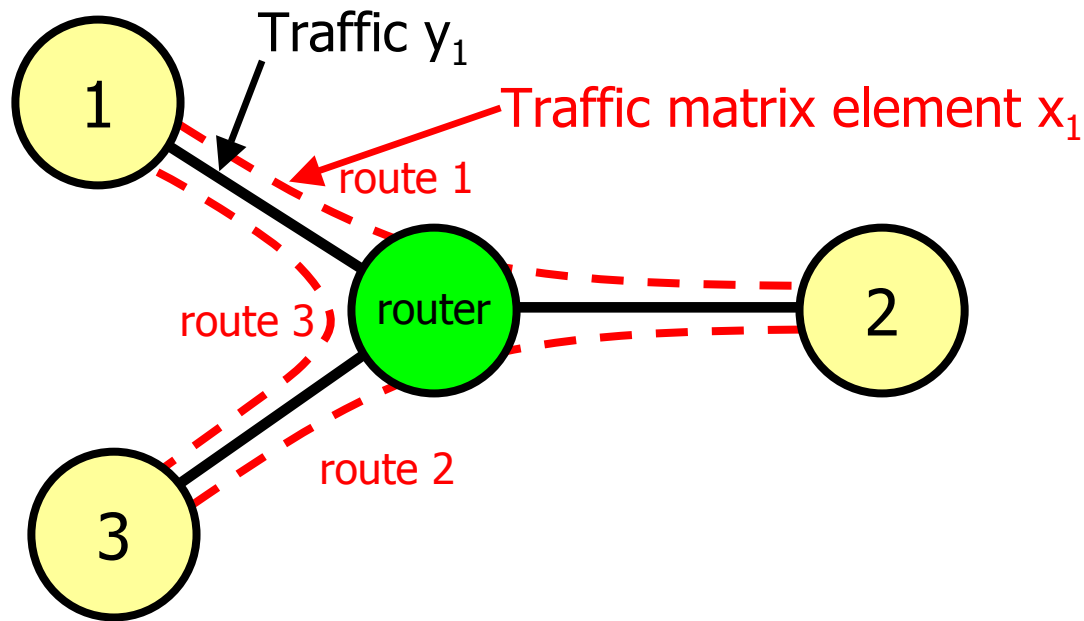 Traffic y₁
1
Traffic matrix element x₁
route 1
router
route 3
2
route 2
3